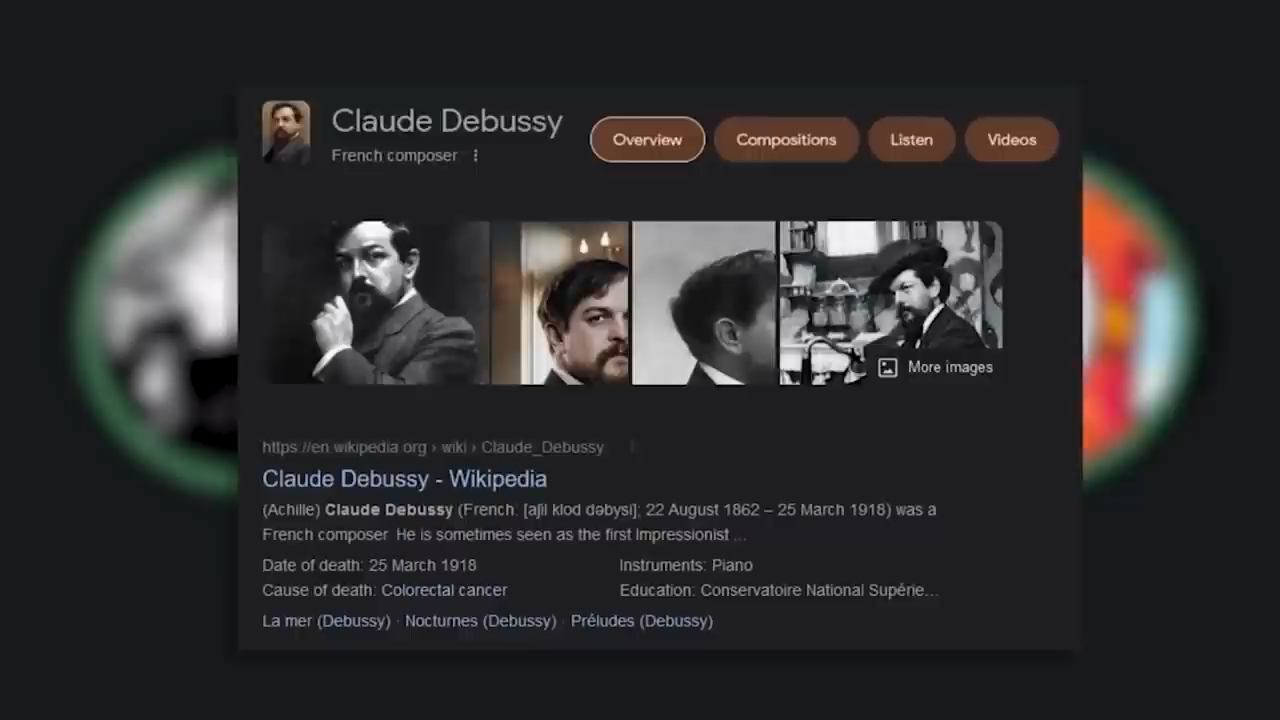 Claude Debussy
French composer
Overview
Compositions
Listen
Videos
More images
https://en.wikipedia.org › wiki › Claude_Debussy
Claude Debussy - Wikipedia
(Achille) Claude Debussy (French: [aʃil klod dəbysi]; 22 August 1862 – 25 March 1918) was a
French composer. He is sometimes seen as the first Impressionist ...
Date of death: 25 March 1918
Instruments: Piano
Cause of death: Colorectal cancer
Education: Conservatoire National Supérie...
La mer (Debussy) · Nocturnes (Debussy) · Préludes (Debussy)